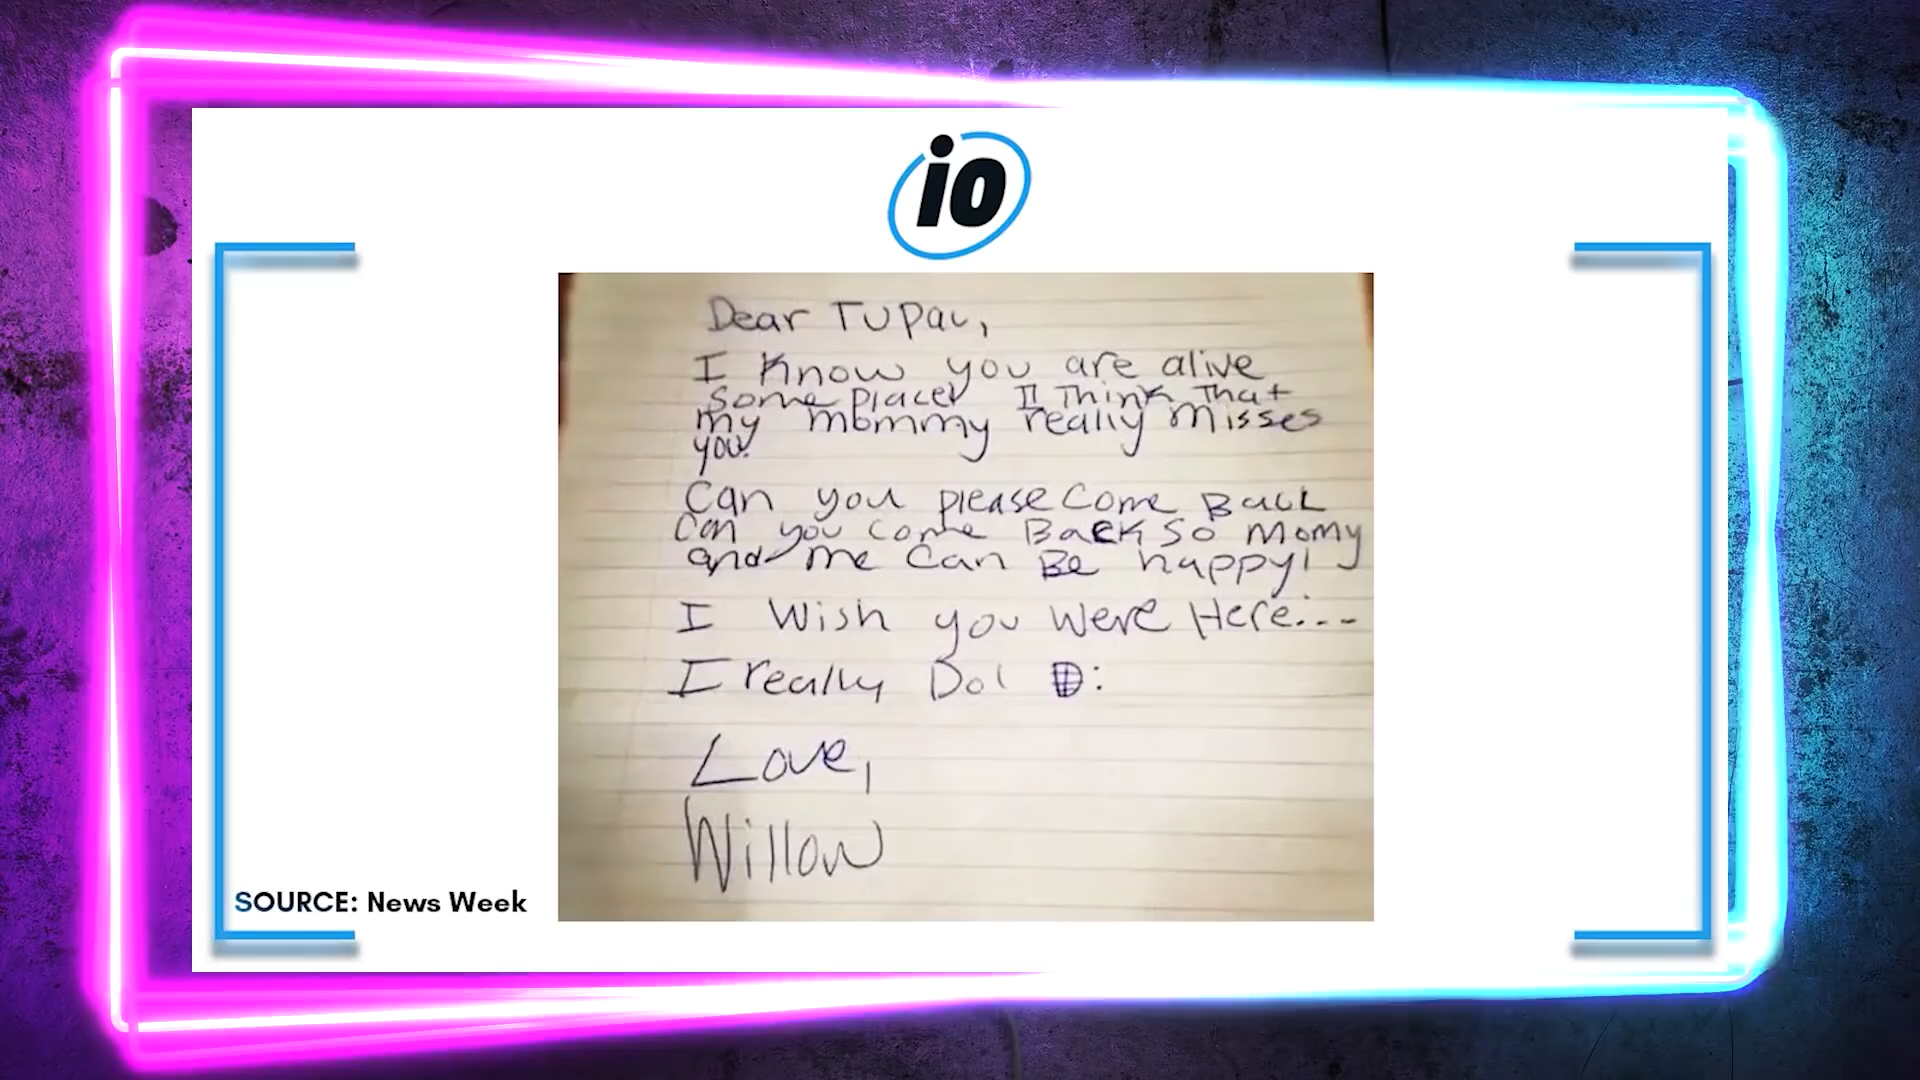 io
Dear Tupac,
I Know you are alive
Some place! I Think That
my mommy really misses
you.
Can you please Come Back
Can you come Back so Momy
and me Can Be happy!
I Wish you Were Here...
I really Do! D:
Love,
Willow
SOURCE: News Week